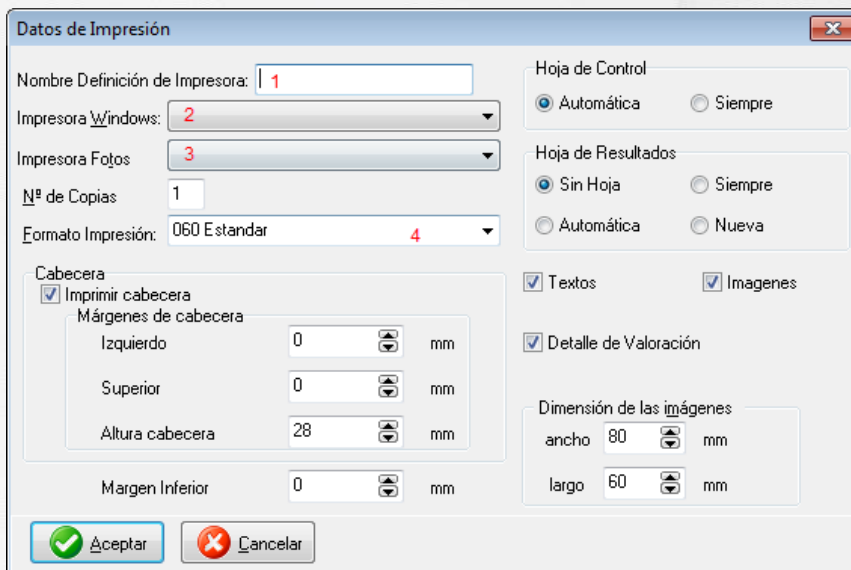 Datos de Impresión
Nombre Definición de Impresora: 1
Impresora Windows: 2
Impresora Fotos 3
Nº de Copias 1
Formato Impresión: 060 Estandar 4
Cabecera
Imprimir cabecera
Márgenes de cabecera
Izquierdo 0 mm
Superior 0 mm
Altura cabecera 28 mm
Margen Inferior 0 mm
Hoja de Control
Automática Siempre
Hoja de Resultados
Sin Hoja Siempre
Automática Nueva
Textos Imagenes
Detalle de Valoración
Dimensión de las imágenes
ancho 80 mm
largo 60 mm
Aceptar Cancelar